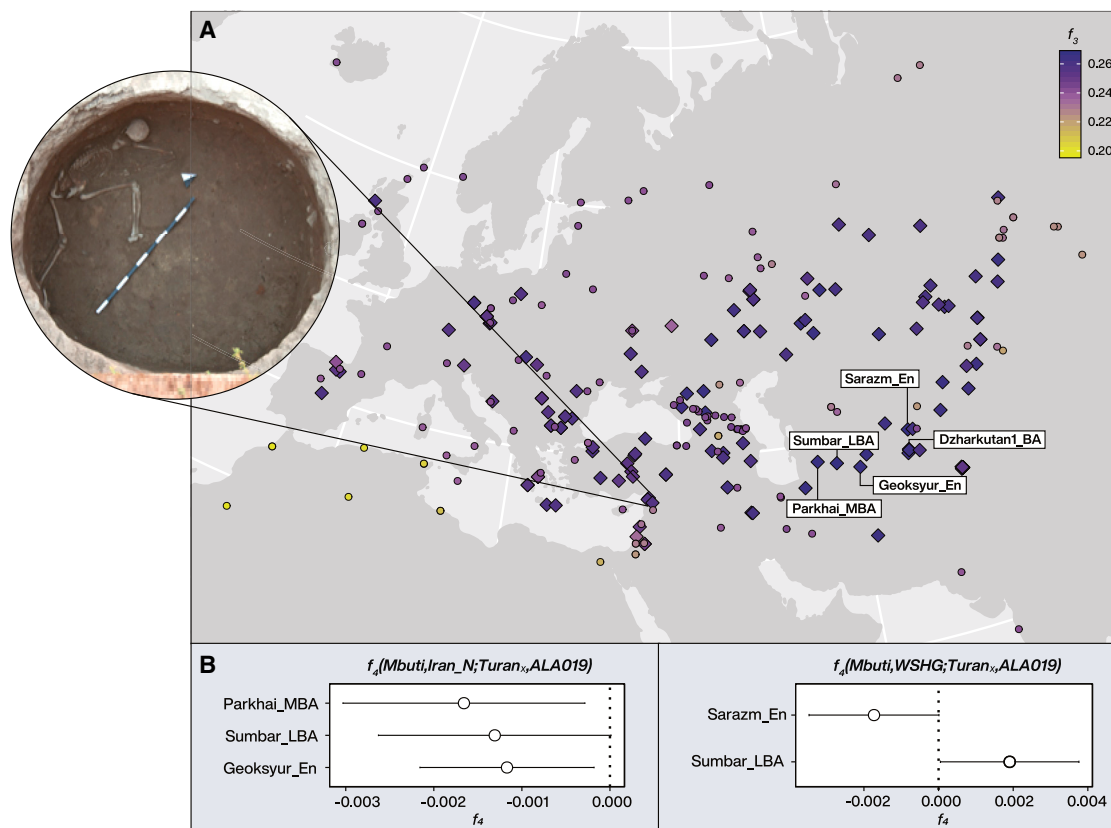 A
f3
0.26
0.24
0.22
0.20
Sarazm_En
Sumbar_LBA
Dzharkutan1_BA
Geoksyur_En
Parkhai_MBA
B
f4(Mbuti,Iran_N;Turanx,ALA019)
Parkhai_MBA
Sumbar_LBA
Geoksyur_En
-0.003
-0.002
-0.001
0.000
f4
f4(Mbuti,WSHG;Turanx,ALA019)
Sarazm_En
Sumbar_LBA
-0.002
0.000
0.002
0.004
f4